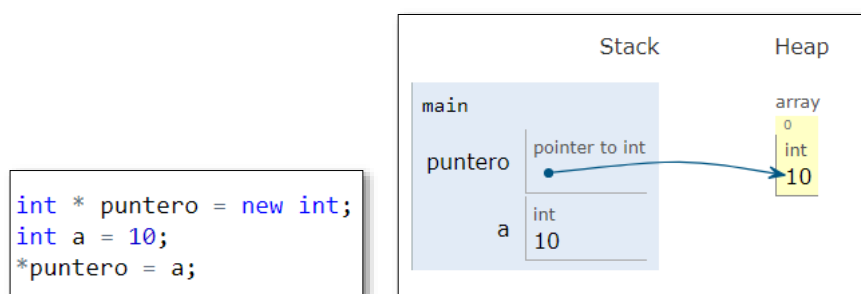 int * puntero = new int;
int a = 10;
*puntero = a;
Stack Heap
main
array
0
puntero
pointer to int
int
10
a
int
10